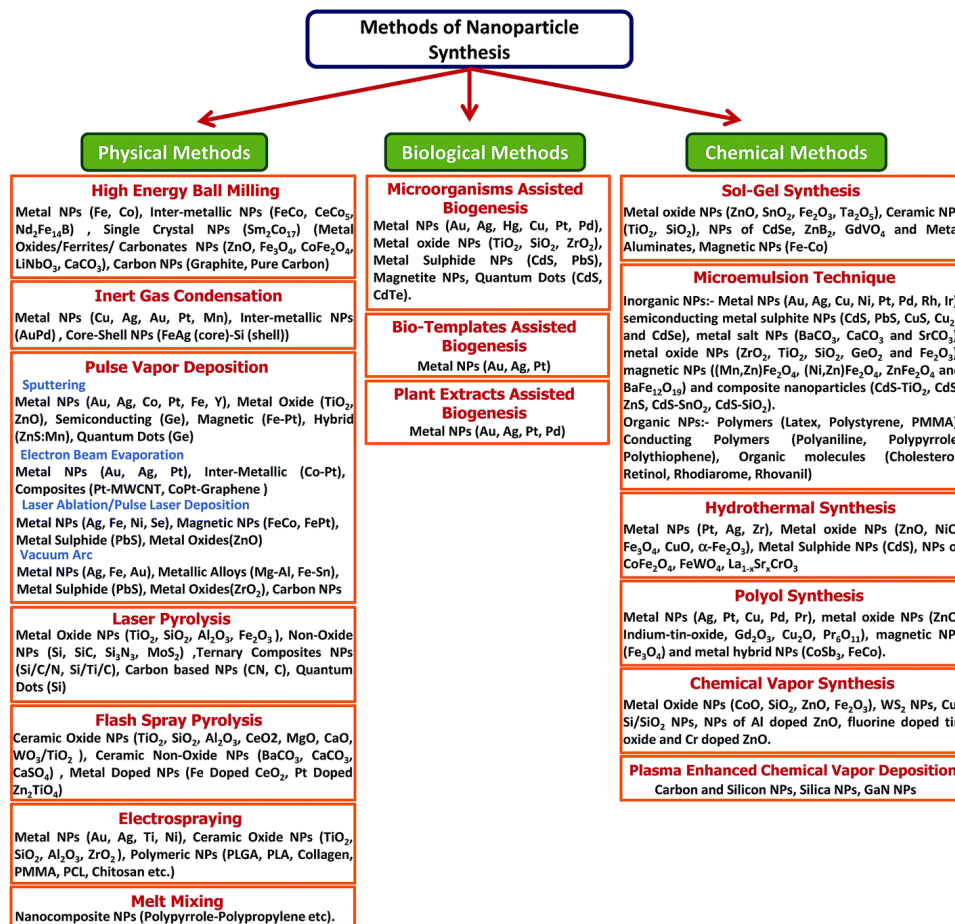 Methods of Nanoparticle
Synthesis
Physical Methods
High Energy Ball Milling
Metal NPs (Fe, Co), Inter-metallic NPs (FeCo, CeCo₅,
Nd₂Fe₁₄B) , Single Crystal NPs (Sm₂Co₁₇) (Metal
Oxides/Ferrites/ Carbonates NPs (ZnO, Fe₃O₄, CoFe₂O₄,
LiNbO₃, CaCO₃), Carbon NPs (Graphite, Pure Carbon)
Inert Gas Condensation
Metal NPs (Cu, Ag, Au, Pt, Mn), Inter-metallic NPs
(AuPd) , Core-Shell NPs (FeAg (core)-Si (shell))
Pulse Vapor Deposition
Sputtering
Metal NPs (Au, Ag, Co, Pt, Fe, Y), Metal Oxide (TiO₂,
ZnO), Semiconducting (Ge), Magnetic (Fe-Pt), Hybrid
(ZnS:Mn), Quantum Dots (Ge)
Electron Beam Evaporation
Metal NPs (Au, Ag, Pt), Inter-Metallic (Co-Pt),
Composites (Pt-MWCNT, CoPt-Graphene )
Laser Ablation/Pulse Laser Deposition
Metal NPs (Ag, Fe, Ni, Se), Magnetic NPs (FeCo, FePt),
Metal Sulphide (PbS), Metal Oxides(ZnO)
Vacuum Arc
Metal NPs (Ag, Fe, Au), Metallic Alloys (Mg-Al, Fe-Sn),
Metal Sulphide (PbS), Metal Oxides(ZrO₂), Carbon NPs
Laser Pyrolysis
Metal Oxide NPs (TiO₂, SiO₂, Al₂O₃, Fe₂O₃ ), Non-Oxide
NPs (Si, SiC, Si₃N₃, MoS₂) ,Ternary Composites NPs
(Si/C/N, Si/Ti/C), Carbon based NPs (CN, C), Quantum
Dots (Si)
Flash Spray Pyrolysis
Ceramic Oxide NPs (TiO₂, SiO₂, Al₂O₃, CeO2, MgO, CaO,
WO₃/TiO₂ ), Ceramic Non-Oxide NPs (BaCO₃, CaCO₃,
CaSO₄) , Metal Doped NPs (Fe Doped CeO₂, Pt Doped
Zn₂TiO₄)
Electrospraying
Metal NPs (Au, Ag, Ti, Ni), Ceramic Oxide NPs (TiO₂,
SiO₂, Al₂O₃, ZrO₂), Polymeric NPs (PLGA, PLA, Collagen,
PMMA, PCL, Chitosan etc.)
Melt Mixing
Nanocomposite NPs (Polypyrrole-Polypropylene etc).
Biological Methods
Microorganisms Assisted
Biogenesis
Metal NPs (Au, Ag, Hg, Cu, Pt, Pd),
Metal oxide NPs (TiO₂, SiO₂, ZrO₂),
Metal Sulphide NPs (CdS, PbS),
Magnetite NPs, Quantum Dots (CdS,
CdTe).
Bio-Templates Assisted
Biogenesis
Metal NPs (Au, Ag, Pt)
Plant Extracts Assisted
Biogenesis
Metal NPs (Au, Ag, Pt, Pd)
Chemical Methods
Sol-Gel Synthesis
Metal oxide NPs (ZnO, SnO₂, Fe₂O₃, Ta₂O₅), Ceramic NP
(TiO₂, SiO₂), NPs of CdSe, ZnB₂, GdVO₄ and Meta
Aluminates, Magnetic NPs (Fe-Co)
Microemulsion Technique
Inorganic NPs:- Metal NPs (Au, Ag, Cu, Ni, Pt, Pd, Rh, Ir)
semiconducting metal sulphite NPs (CdS, PbS, CuS, Cu₂
and CdSe), metal salt NPs (BaCO₃, CaCO₃ and SrCO₃)
metal oxide NPs (ZrO₂, TiO₂, SiO₂, GeO₂ and Fe₂O₃)
magnetic NPs ((Mn,Zn)Fe₂O₄, (Ni,Zn)Fe₂O₄, ZnFe₂O₄ and
BaFe₁₂O₁₉) and composite nanoparticles (CdS-TiO₂, CdS
ZnS, CdS-SnO₂, CdS-SiO₂).
Organic NPs:- Polymers (Latex, Polystyrene, PMMA)
Conducting Polymers (Polyaniline, Polypyrrole
Polythiophene), Organic molecules (Cholestero
Retinol, Rhodiarome, Rhovanil)
Hydrothermal Synthesis
Metal NPs (Pt, Ag, Zr), Metal oxide NPs (ZnO, NiO
Fe₃O₄, CuO, α-Fe₂O₃), Metal Sulphide NPs (CdS), NPs o
CoFe₂O₄, FeWO₄, La₁₋ₓSrₓCrO₃
Polyol Synthesis
Metal NPs (Ag, Pt, Cu, Pd, Pr), metal oxide NPs (ZnO
Indium-tin-oxide, Gd₂O₃, Cu₂O, Pr₆O₁₁), magnetic NP
(Fe₃O₄) and metal hybrid NPs (CoSb₃, FeCo).
Chemical Vapor Synthesis
Metal Oxide NPs (CoO, SiO₂, ZnO, Fe₂O₃), WS₂ NPs, Cu
Si/SiO₂ NPs, NPs of Al doped ZnO, fluorine doped tin
oxide and Cr doped ZnO.
Plasma Enhanced Chemical Vapor Deposition
Carbon and Silicon NPs, Silica NPs, GaN NPs